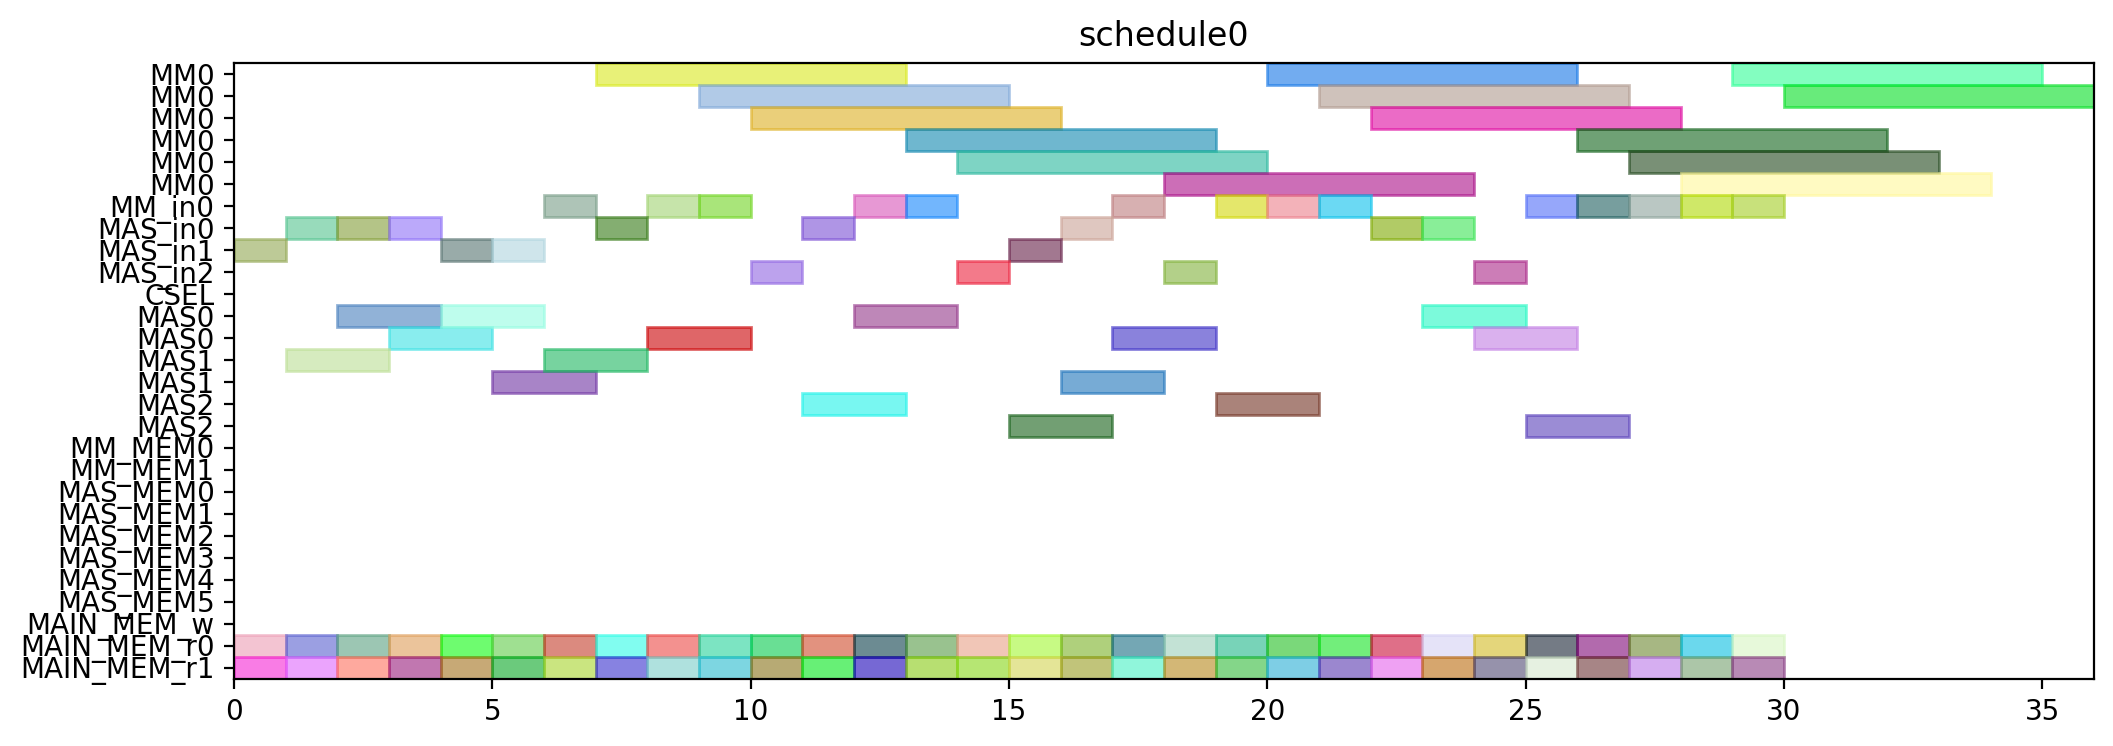 schedule0
MM0
MM0
MM0
MM0
MM0
MM0
MM_in0
MAS_in0
MAS_in1
MAS_in2
CSEL
MAS0
MAS0
MAS1
MAS1
MAS2
MAS2
MM_MEM0
MM_MEM1
MAS_MEM0
MAS_MEM1
MAS_MEM2
MAS_MEM3
MAS_MEM4
MAS_MEM5
MAIN_MEM_w
MAIN_MEM_r0
MAIN_MEM_r1
0 5 10 15 20 25 30 35